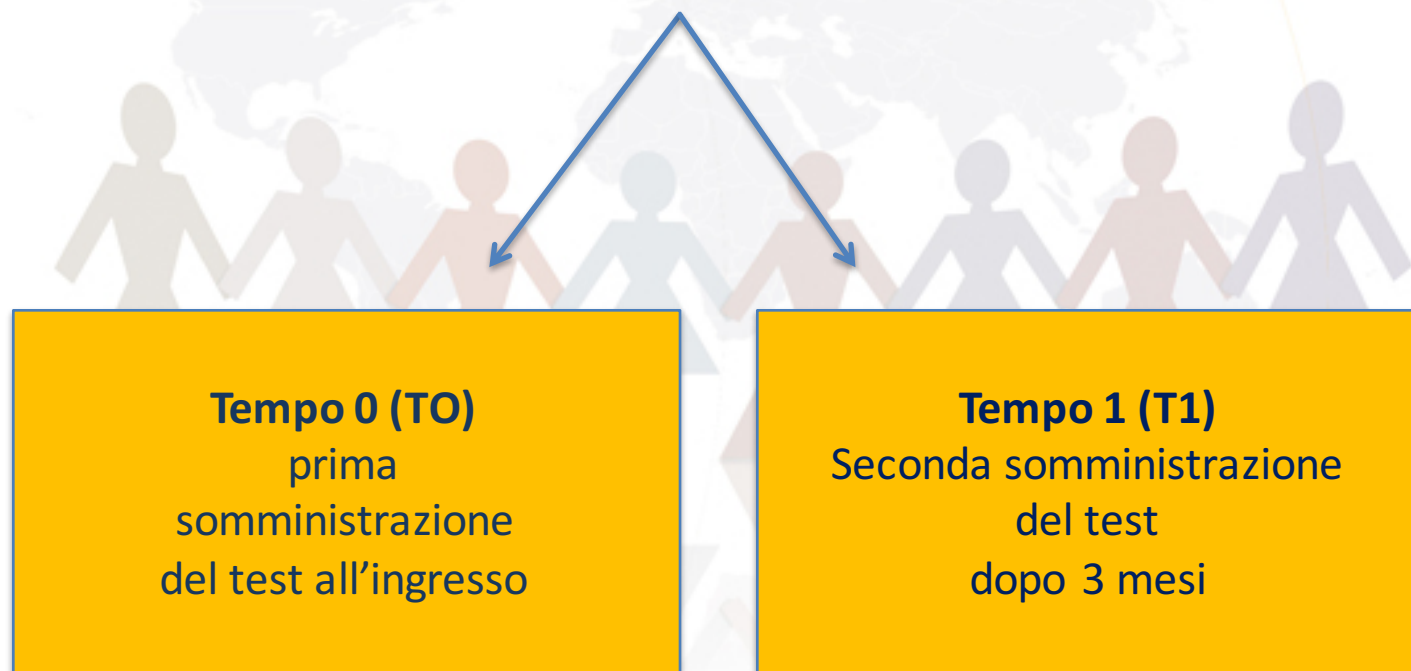 Tempo 0 (TO)
prima
somministrazione
del test all’ingresso
Tempo 1 (T1)
Seconda somministrazione
del test
dopo 3 mesi